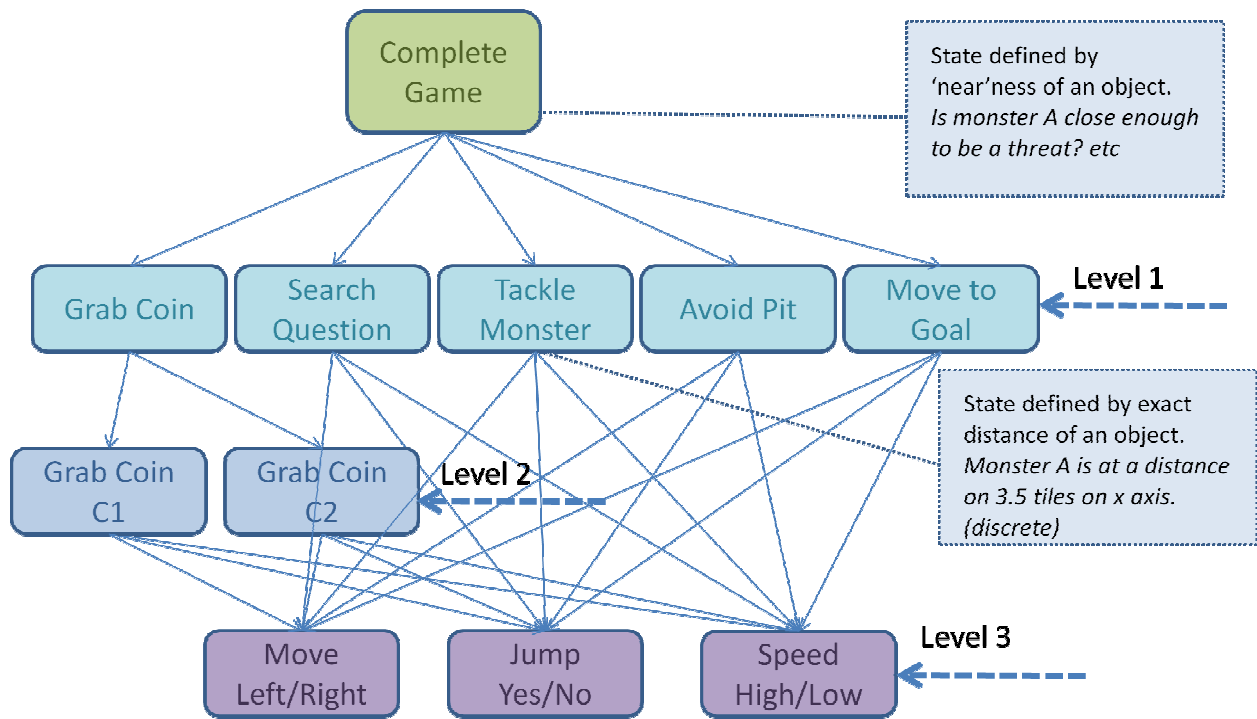 Complete
Game
State defined by
‘near’ness of an object.
Is monster A close enough
to be a threat? etc
Grab Coin
Search
Question
Tackle
Monster
Avoid Pit
Move to
Goal
Level 1
State defined by exact
distance of an object.
Monster A is at a distance
on 3.5 tiles on x axis.
(discrete)
Grab Coin
C1
Grab Coin
C2
Level 2
Move
Left/Right
Jump
Yes/No
Speed
High/Low
Level 3